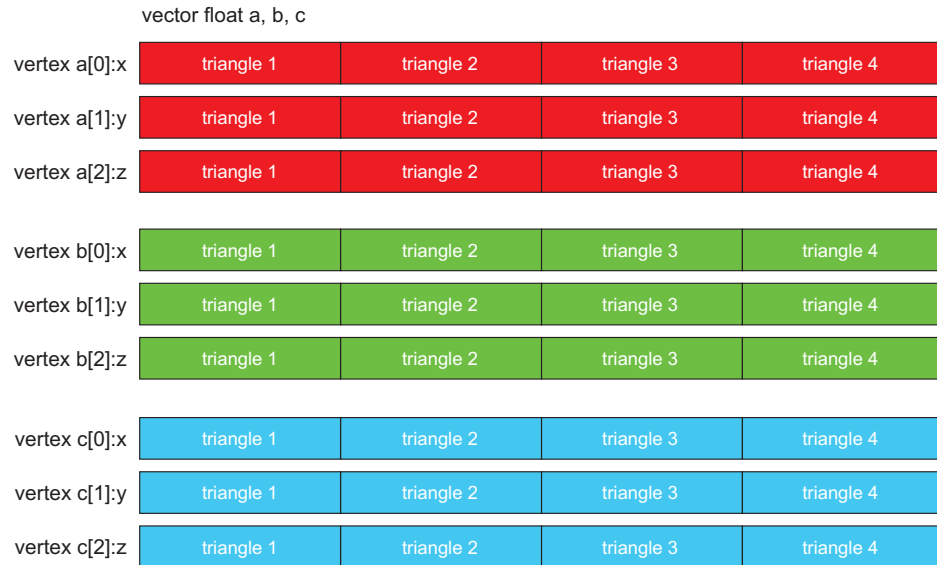 vector float a, b, c
vertex a[0]:x triangle 1 triangle 2 triangle 3 triangle 4
vertex a[1]:y triangle 1 triangle 2 triangle 3 triangle 4
vertex a[2]:z triangle 1 triangle 2 triangle 3 triangle 4
vertex b[0]:x triangle 1 triangle 2 triangle 3 triangle 4
vertex b[1]:y triangle 1 triangle 2 triangle 3 triangle 4
vertex b[2]:z triangle 1 triangle 2 triangle 3 triangle 4
vertex c[0]:x triangle 1 triangle 2 triangle 3 triangle 4
vertex c[1]:y triangle 1 triangle 2 triangle 3 triangle 4
vertex c[2]:z triangle 1 triangle 2 triangle 3 triangle 4